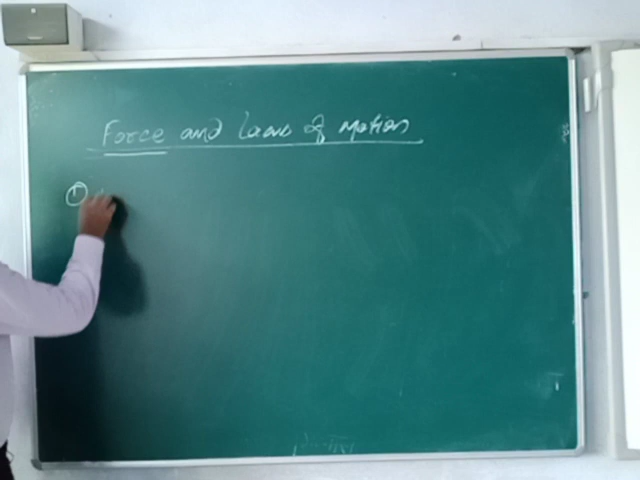 Force and Laws of Motion
①